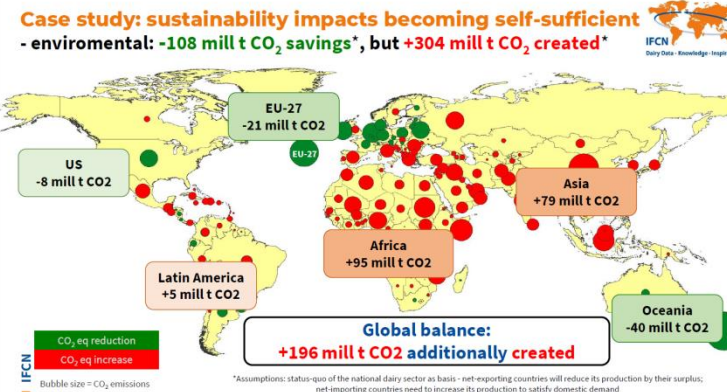 Case study: sustainability impacts becoming self-sufficient
- enviromental: -108 mill t CO₂ savings*, but +304 mill t CO₂ created*
IFCN
Dairy Data - Knowledge -
EU-27
-21 mill t CO2
US
-8 mill t CO2
EU-27
Asia
+79 mill t CO2
Africa
+95 mill t CO2
Latin America
+5 mill t CO2
Oceania
-40 mill t CO2
Global balance:
+196 mill t CO2 additionally created
CO₂ eq reduction
CO₂ eq increase
Bubble size = CO₂ emissions
IFCN
*Assumptions: status-quo of the national dairy sector as basis - net-exporting countries will reduce its production by their surplus;
net-importing countries need to increase its production to satisfy domestic demand